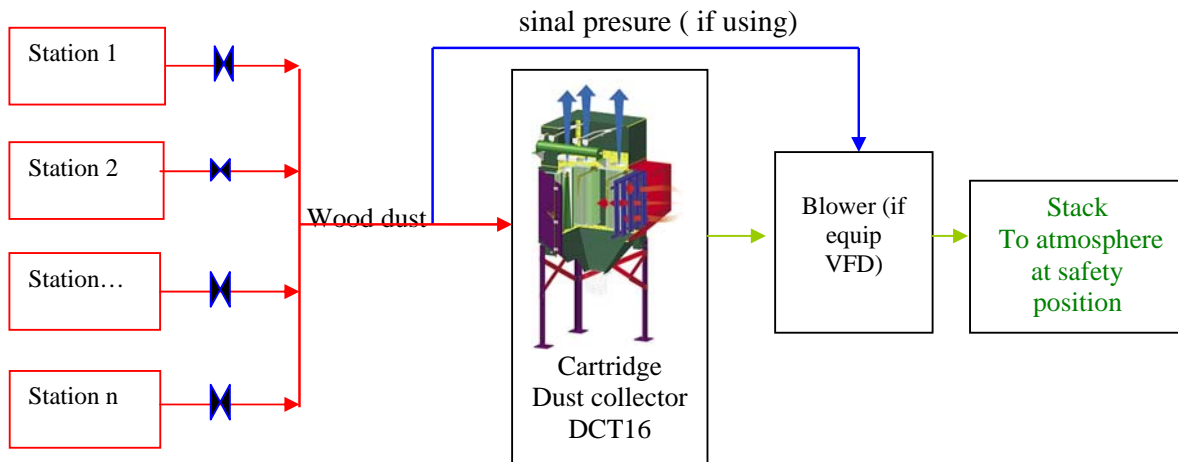 sinal presure ( if using)
Station 1
Station 2
Station…
Station n
Wood dust
Cartridge
Dust collector
DCT16
Blower (if
equip
VFD)
Stack
To atmosphere
at safety
position